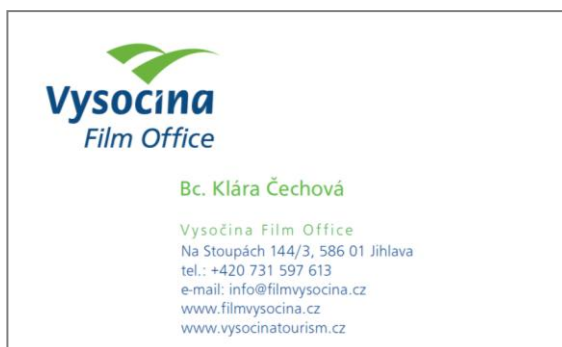 Vysočina
Film Office
Bc. Klára Čechová
Vysočina Film Office
Na Stoupách 144/3, 586 01 Jihlava
tel.: +420 731 597 613
e-mail: info@filmvysocina.cz
www.filmvysocina.cz
www.vysocinatourism.cz